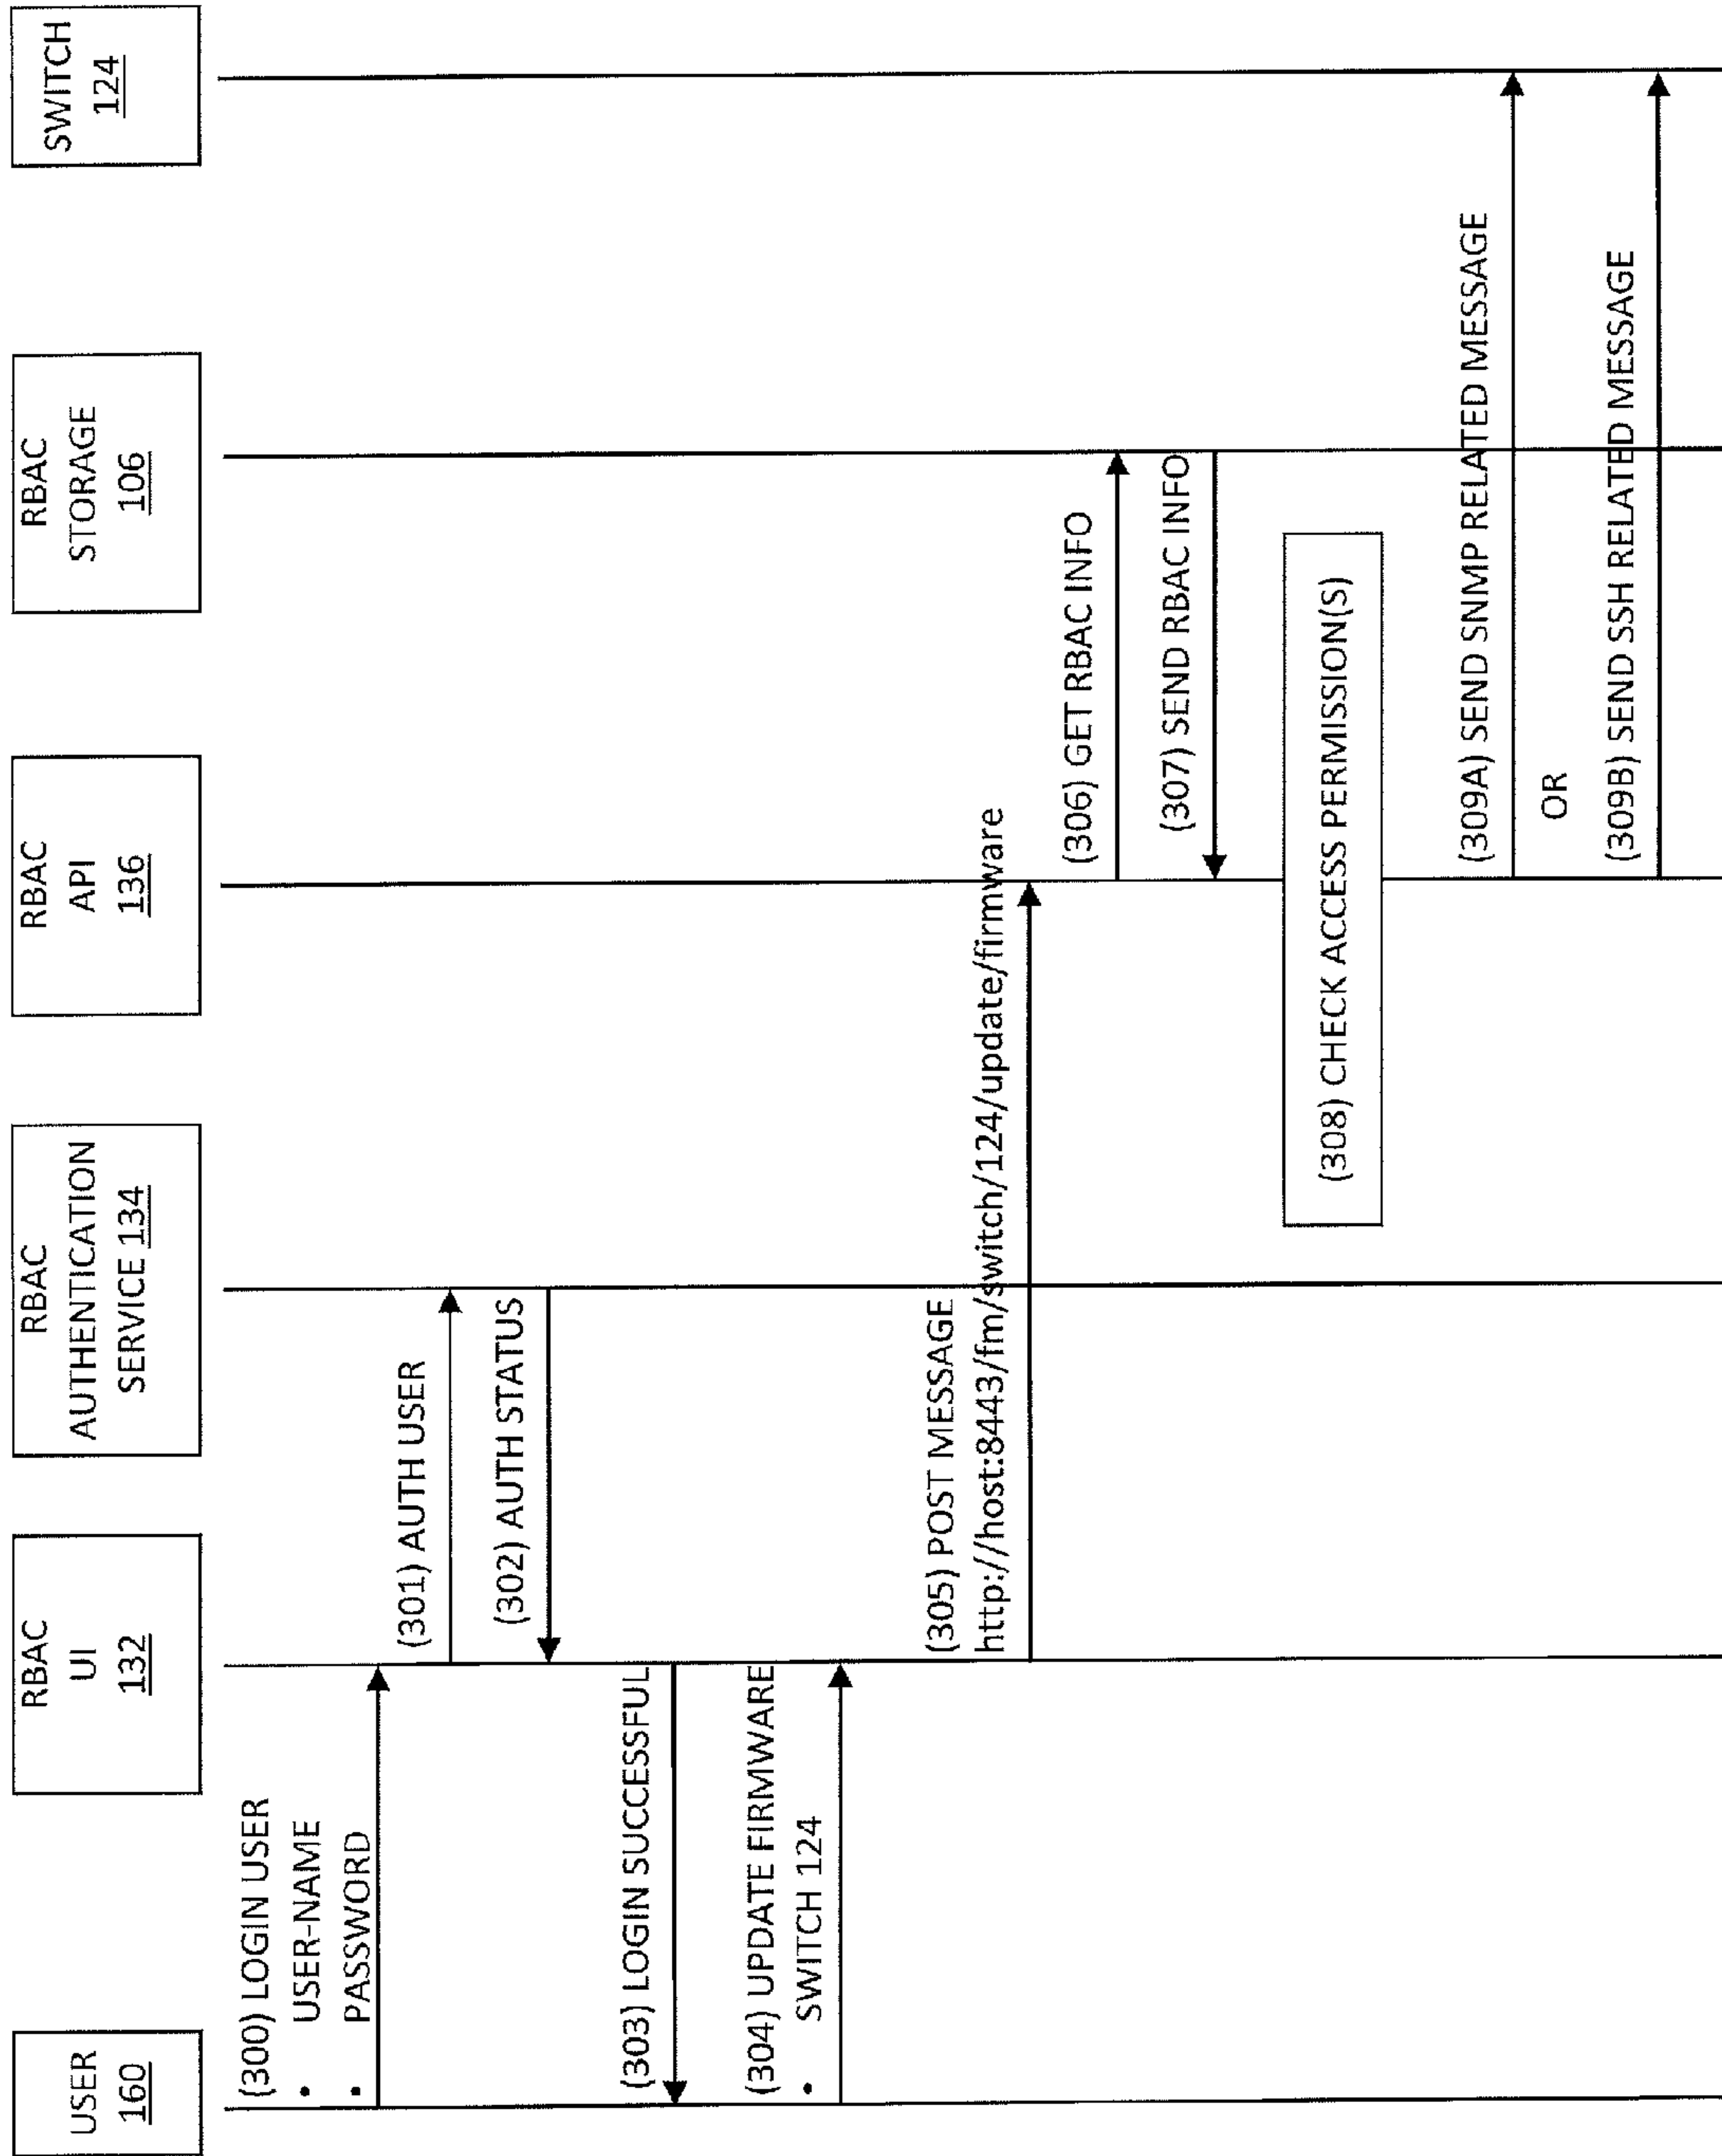 USER
160
RBAC
UI
132
RBAC
AUTHENTICATION
SERVICE 134
RBAC
API
136
RBAC
STORAGE
106
SWITCH
124
(300) LOGIN USER
• USER-NAME
• PASSWORD
(301) AUTH USER
(302) AUTH STATUS
(303) LOGIN SUCCESSFUL
(304) UPDATE FIRMWARE
• SWITCH 124
(305) POST MESSAGE
http://host:8443/fm/switch/124/update/firmware
(306) GET RBAC INFO
(307) SEND RBAC INFO
(308) CHECK ACCESS PERMISSION(S)
(309A) SEND SNMP RELATED MESSAGE
OR
(309B) SEND SSH RELATED MESSAGE